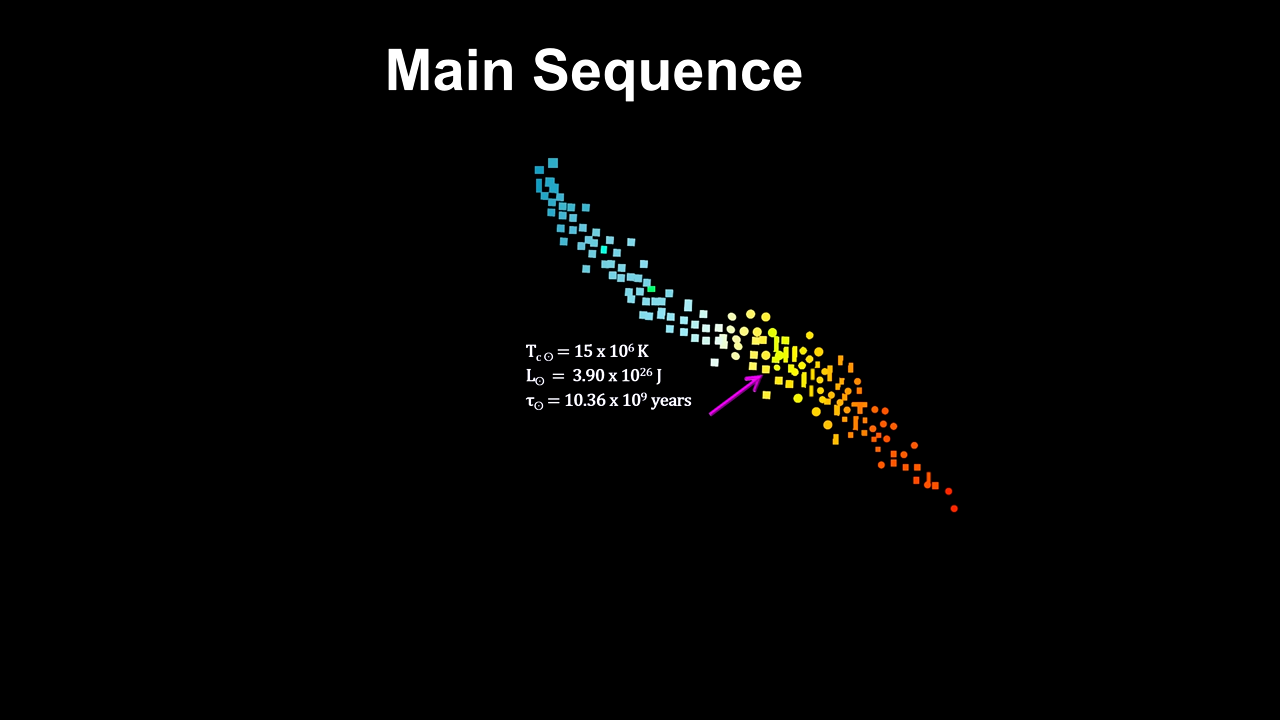 Main Sequence
T꜀⊙ = 15 x 10⁶ K
L⊙ = 3.90 x 10²⁶ J
τ⊙ = 10.36 x 10⁹ years